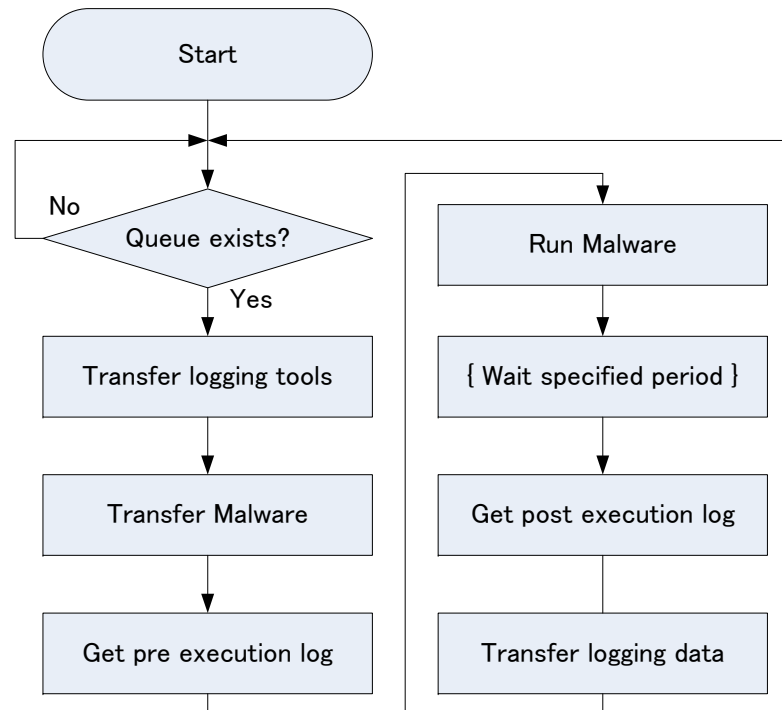 Start
No
Queue exists?
Yes
Transfer logging tools
Transfer Malware
Get pre execution log
Run Malware
{ Wait specified period }
Get post execution log
Transfer logging data